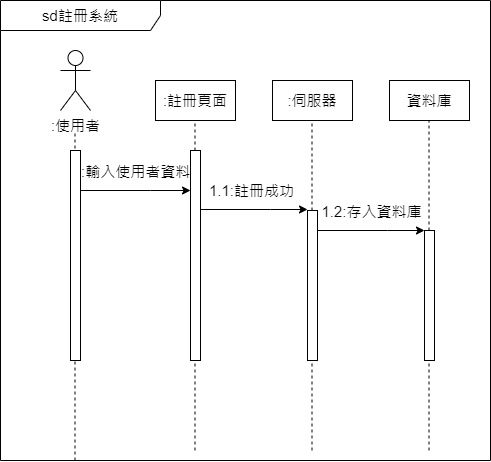 sd註冊系統
:使用者
:註冊頁面
:伺服器
資料庫
:輸入使用者資料
1.1:註冊成功
1.2:存入資料庫